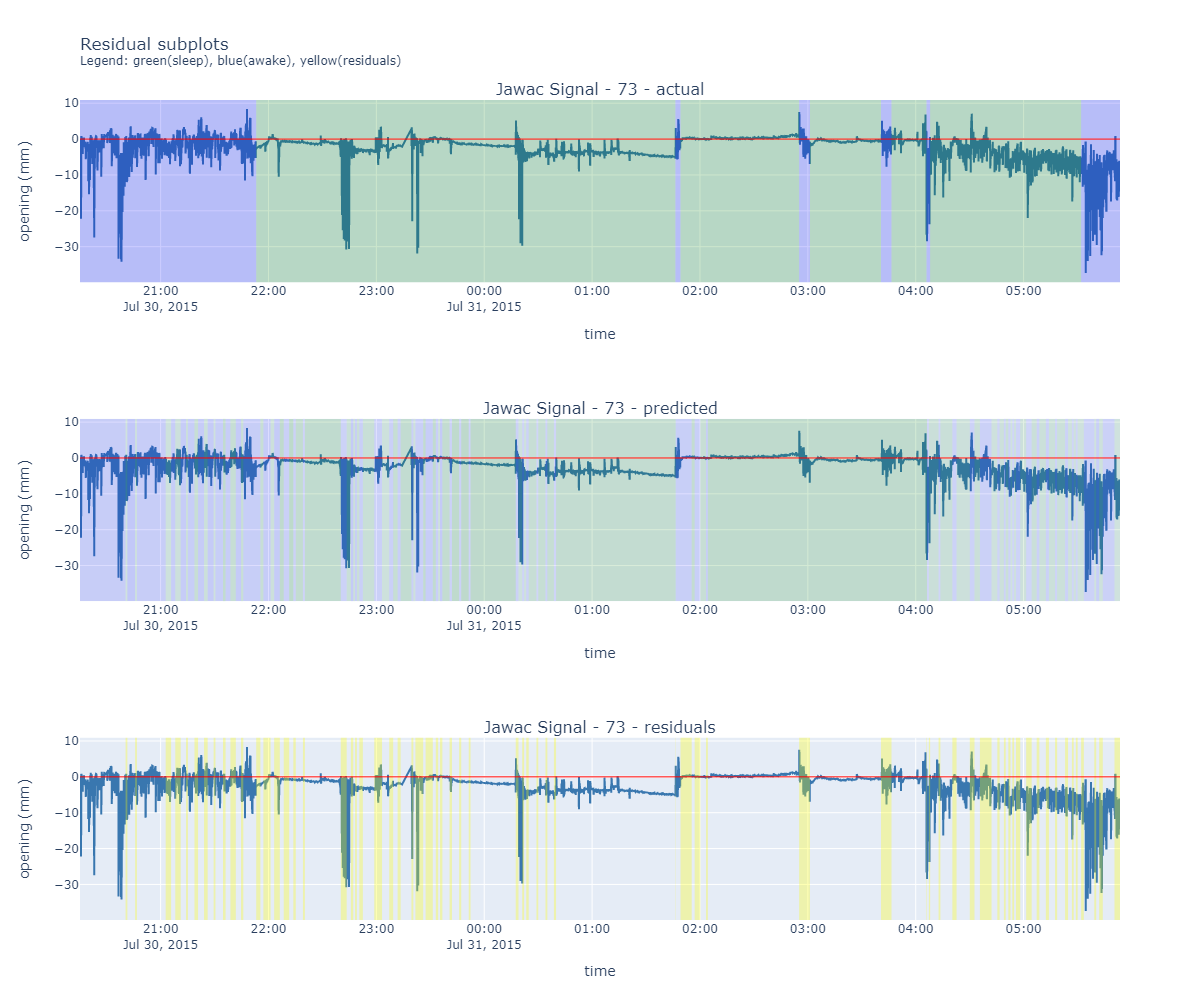 Residual subplots
Legend: green(sleep), blue(awake), yellow(residuals)
Jawac Signal - 73 - actual
10
0
−10
−20
−30
opening (mm)
21:00 22:00 23:00 00:00 01:00 02:00 03:00 04:00 05:00
Jul 30, 2015 Jul 31, 2015
time
Jawac Signal - 73 - predicted
10
0
−10
−20
−30
opening (mm)
21:00 22:00 23:00 00:00 01:00 02:00 03:00 04:00 05:00
Jul 30, 2015 Jul 31, 2015
time
Jawac Signal - 73 - residuals
10
0
−10
−20
−30
opening (mm)
21:00 22:00 23:00 00:00 01:00 02:00 03:00 04:00 05:00
Jul 30, 2015 Jul 31, 2015
time